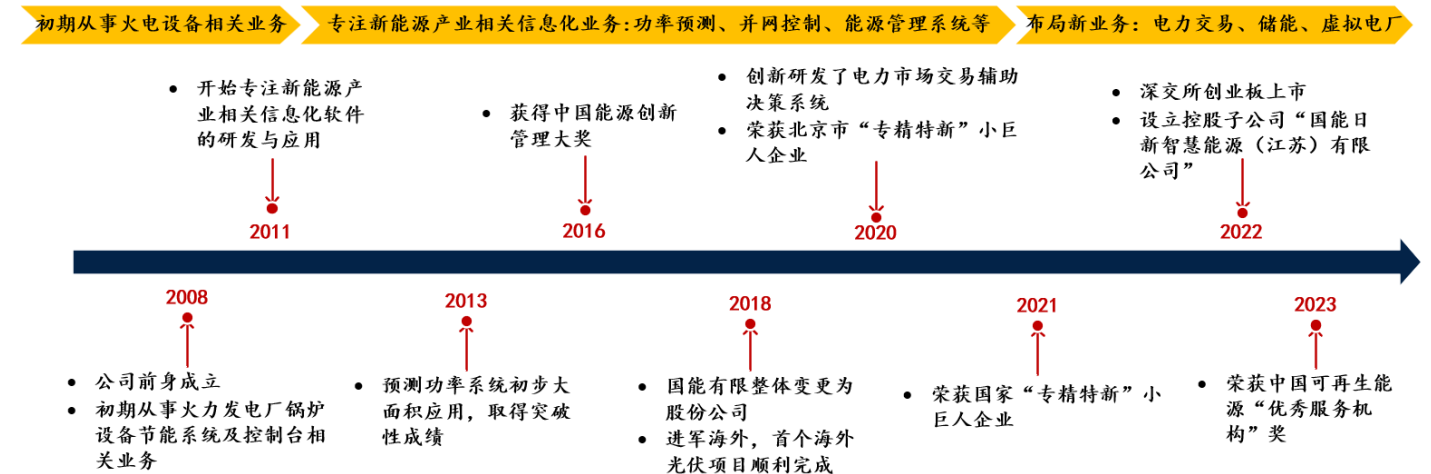 初期从事火电设备相关业务
专注新能源产业相关信息化业务:功率预测、并网控制、能源管理系统等
布局新业务：电力交易、储能、虚拟电厂
• 开始专注新能源产
业相关信息化软件
的研发与应用
2011
• 获得中国能源创新
管理大奖
2016
• 创新研发了电力市场交易辅助
决策系统
• 荣获北京市“专精特新”小巨
人企业
2020
• 深交所创业板上市
• 设立控股子公司“国能日
新智慧能源（江苏）有限
公司”
2022
2008
• 公司前身成立
• 初期从事火力发电厂锅炉
设备节能系统及控制台相
关业务
2013
• 预测功率系统初步大
面积应用，取得突破
性成绩
2018
• 国能有限整体变更为
股份公司
• 进军海外，首个海外
光伏项目顺利完成
2021
• 荣获国家“专精特新”小
巨人企业
2023
• 荣获中国可再生能
源“优秀服务机
构”奖